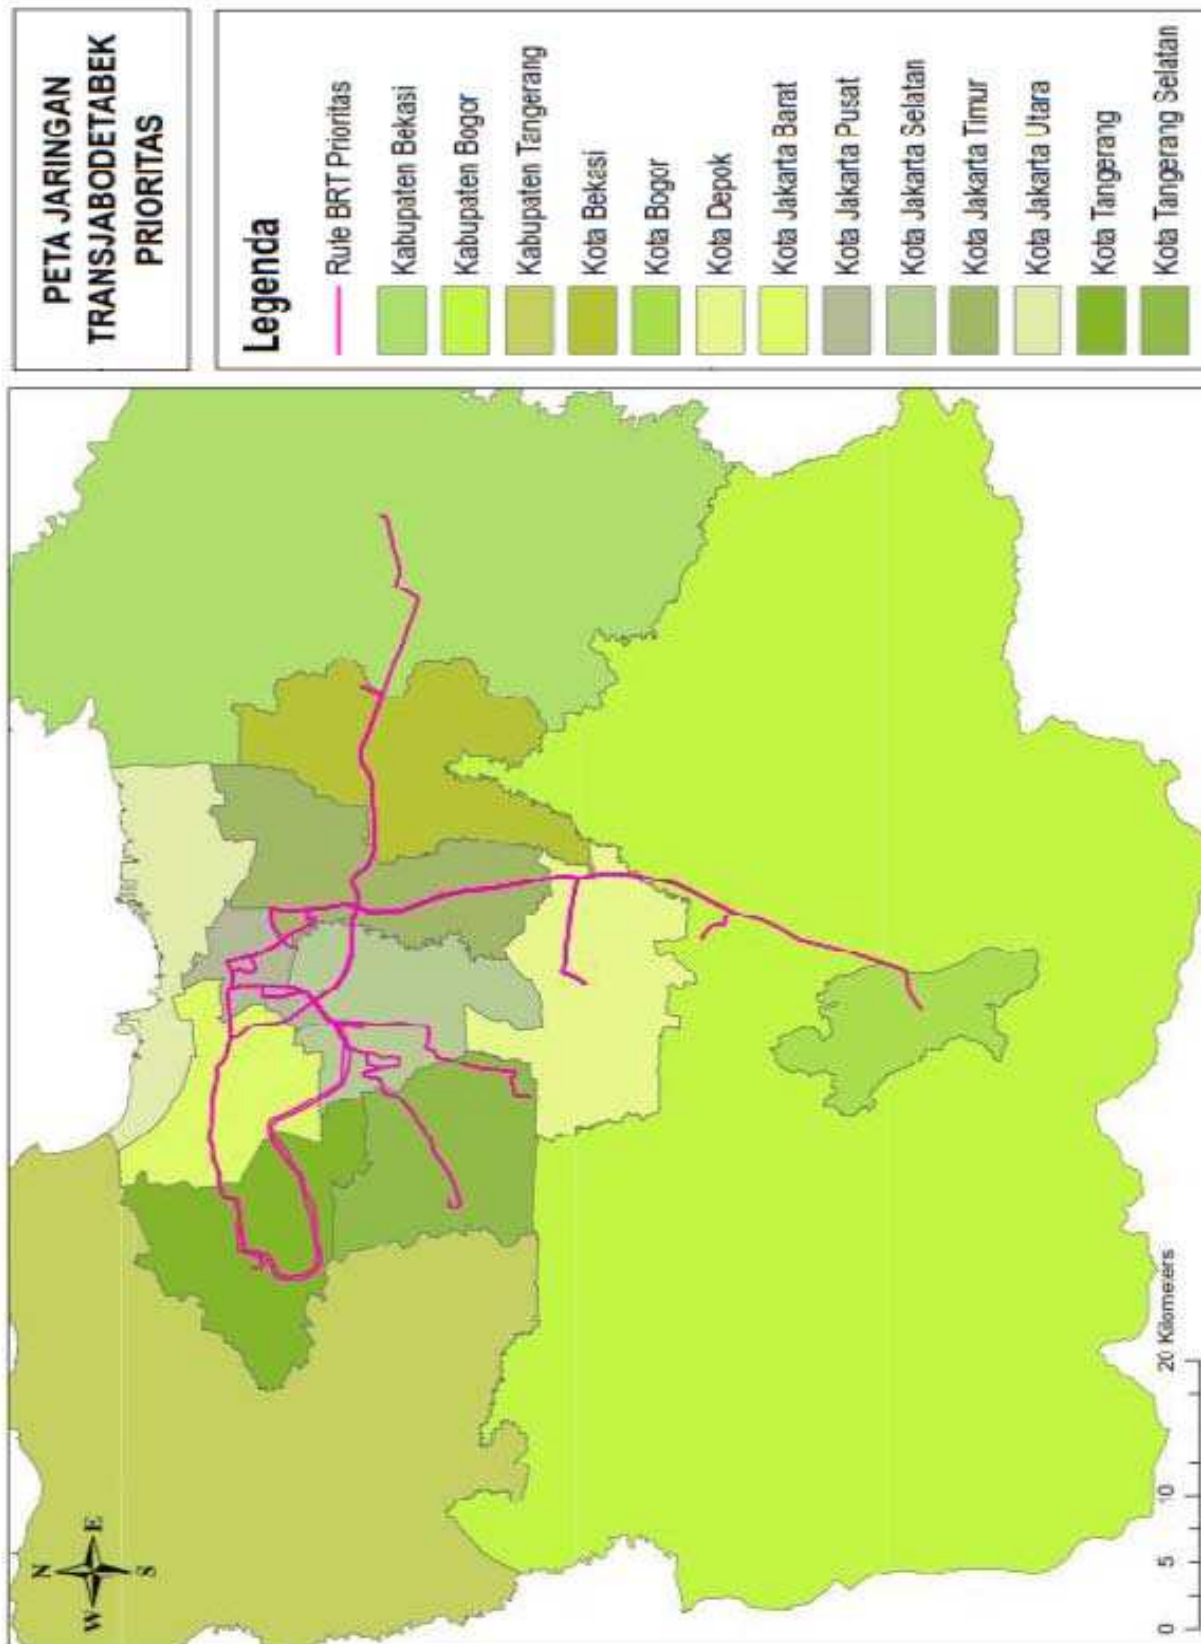 PETA JARINGAN
TRANSJABODETABEK
PRIORITAS
Legenda
Rule BRT Prioritas
Kabupaten Bekasi
Kabupaten Bogor
Kabupaten Tangerang
Kota Bekasi
Kota Bogor
Kota Depok
Kota Jakarta Barat
Kota Jakarta Pusat
Kota Jakarta Selatan
Kota Jakarta Timur
Kota Jakarta Utara
Kota Tangerang
Kota Tangerang Selatan
N
W E
S
0 5 10 20 Kilometers